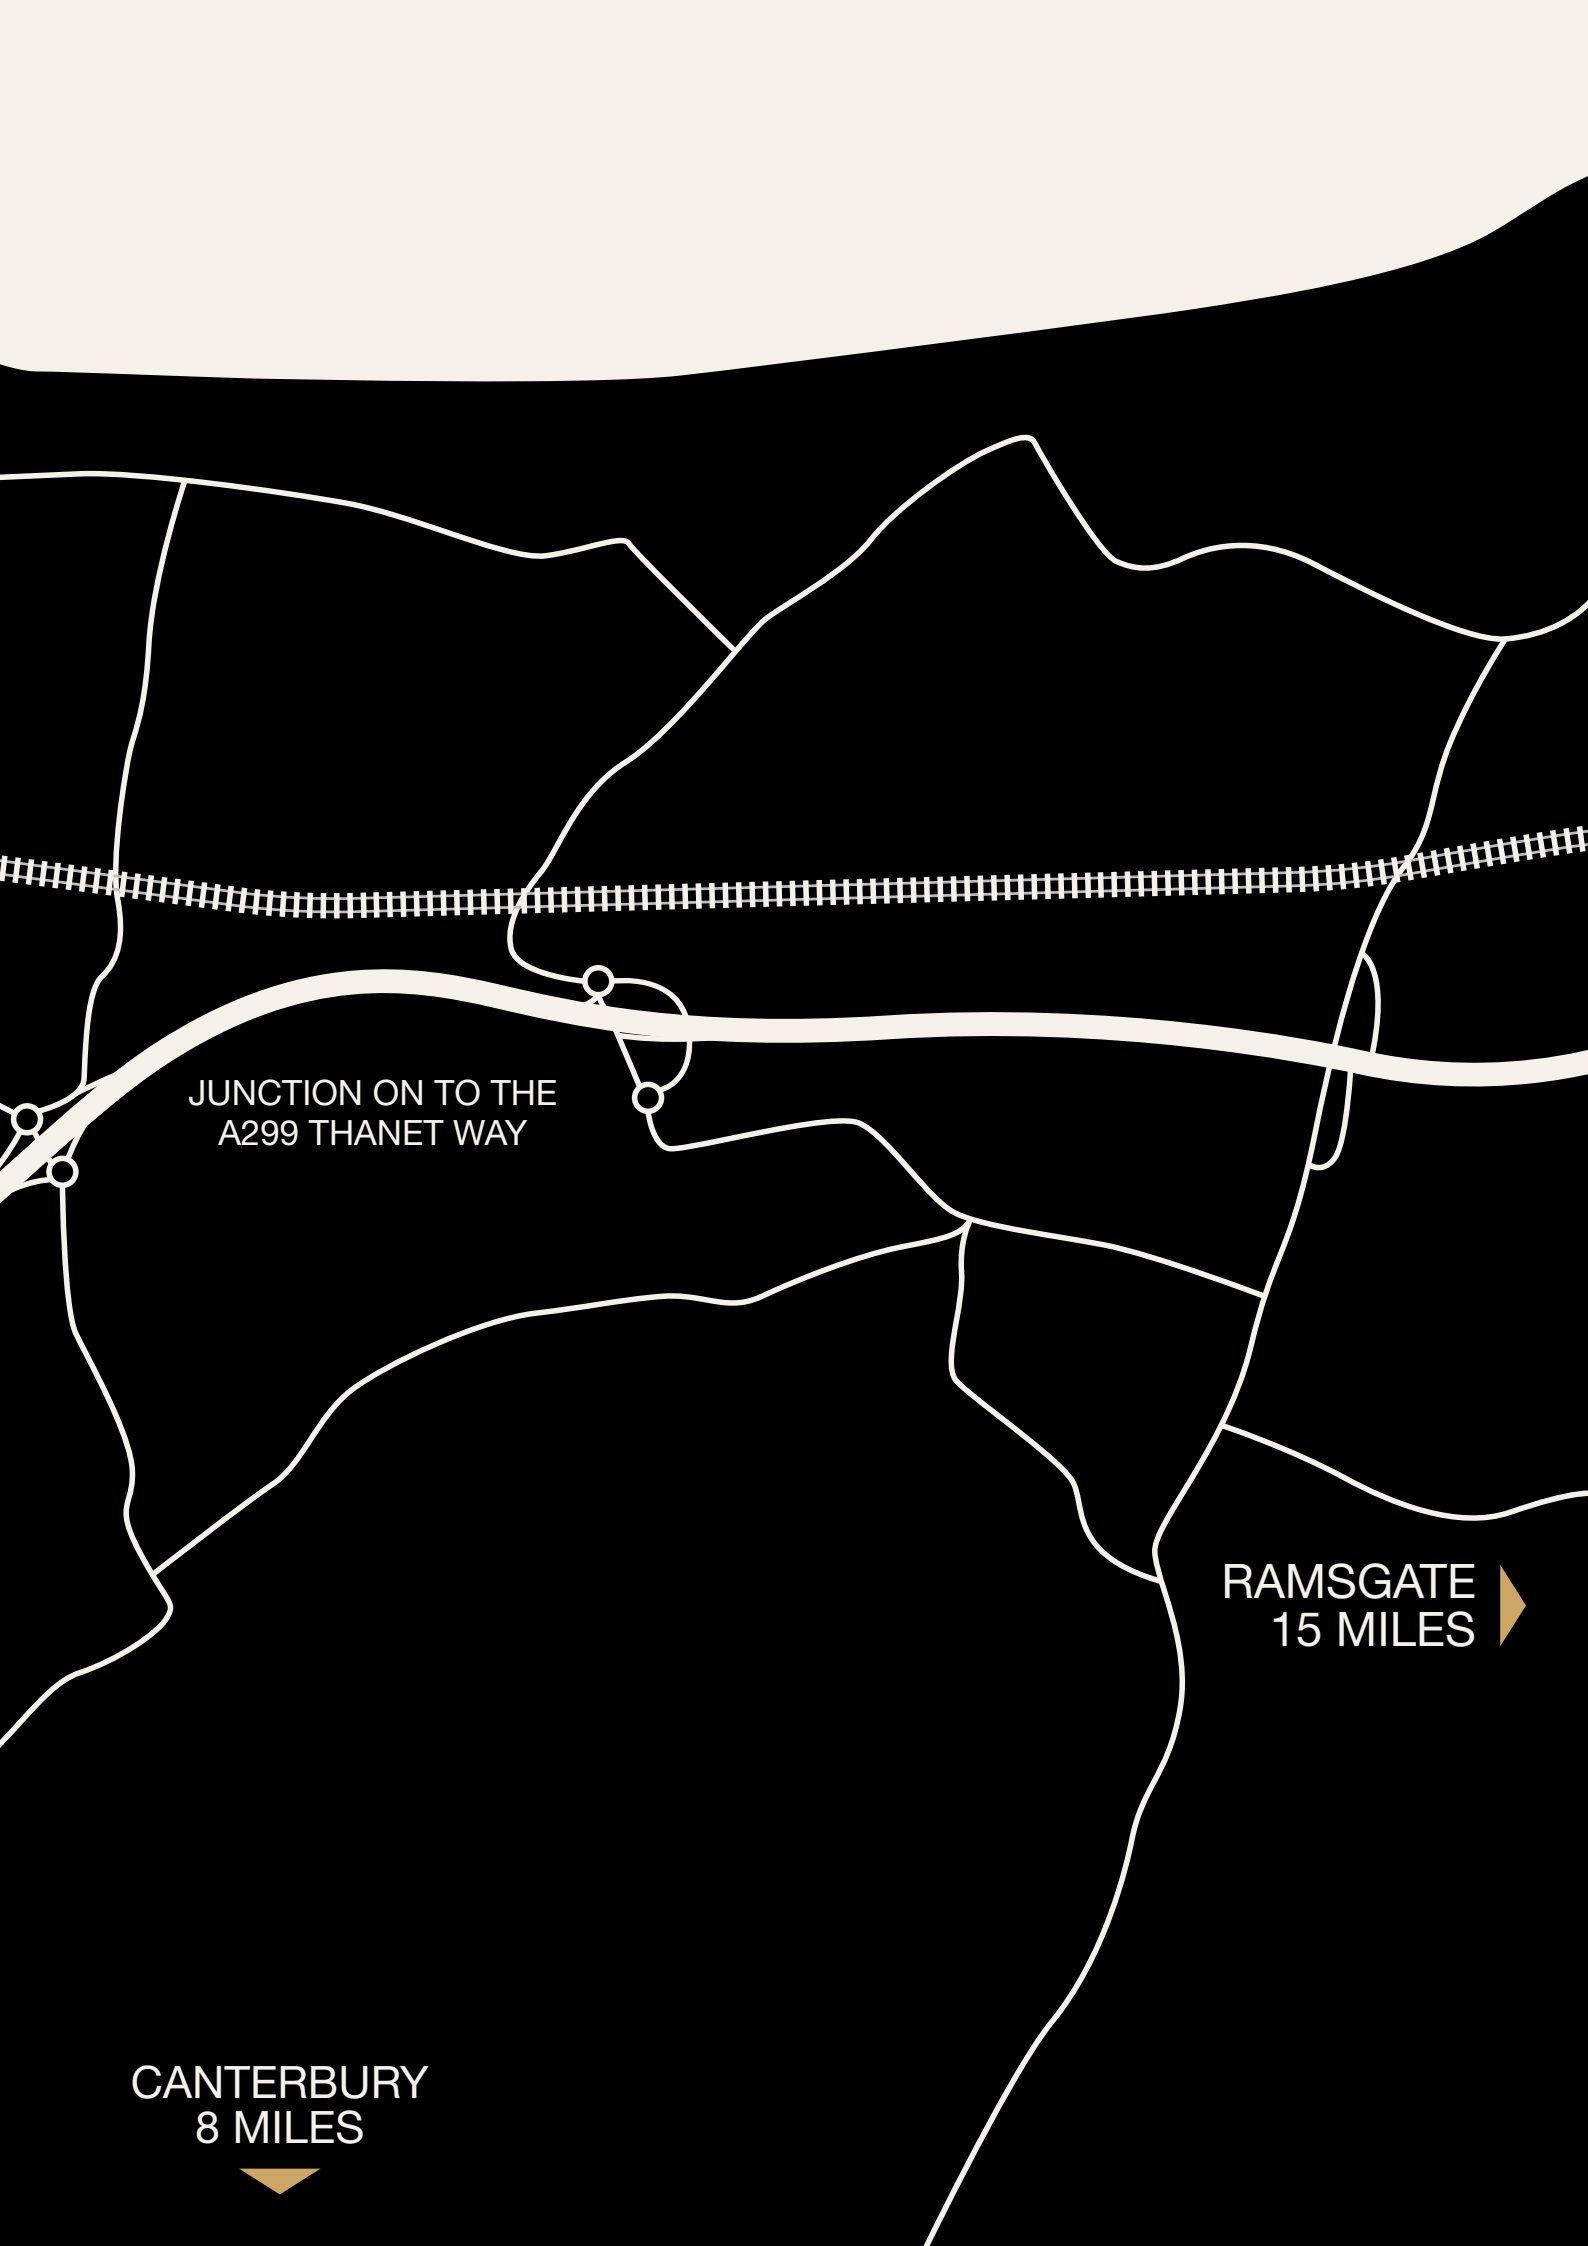 JUNCTION ON TO THE
A299 THANET WAY
RAMSGATE
15 MILES
CANTERBURY
8 MILES